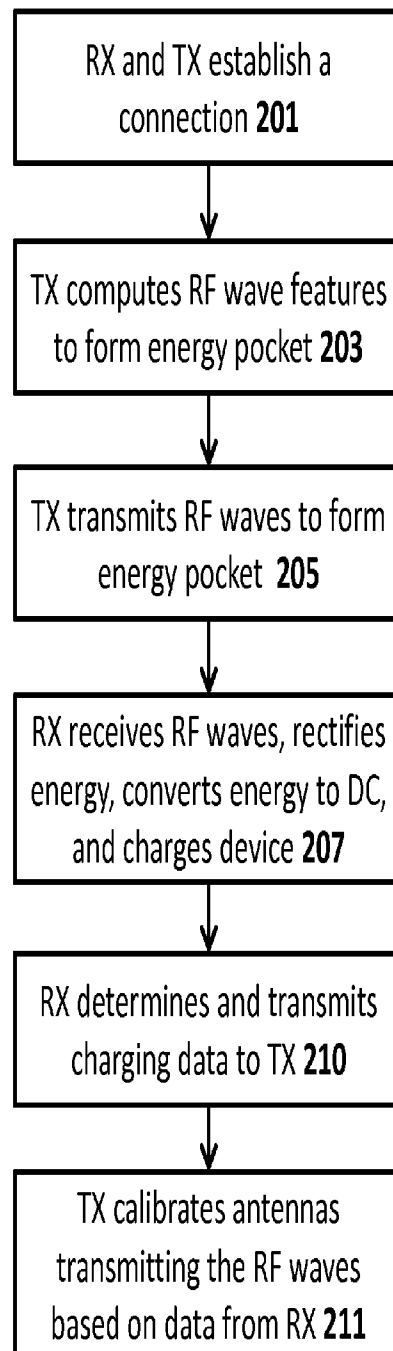 RX and TX establish a
connection 201
TX computes RF wave features
to form energy pocket 203
TX transmits RF waves to form
energy pocket 205
RX receives RF waves, rectifies
energy, converts energy to DC,
and charges device 207
RX determines and transmits
charging data to TX 210
TX calibrates antennas
transmitting the RF waves
based on data from RX 211